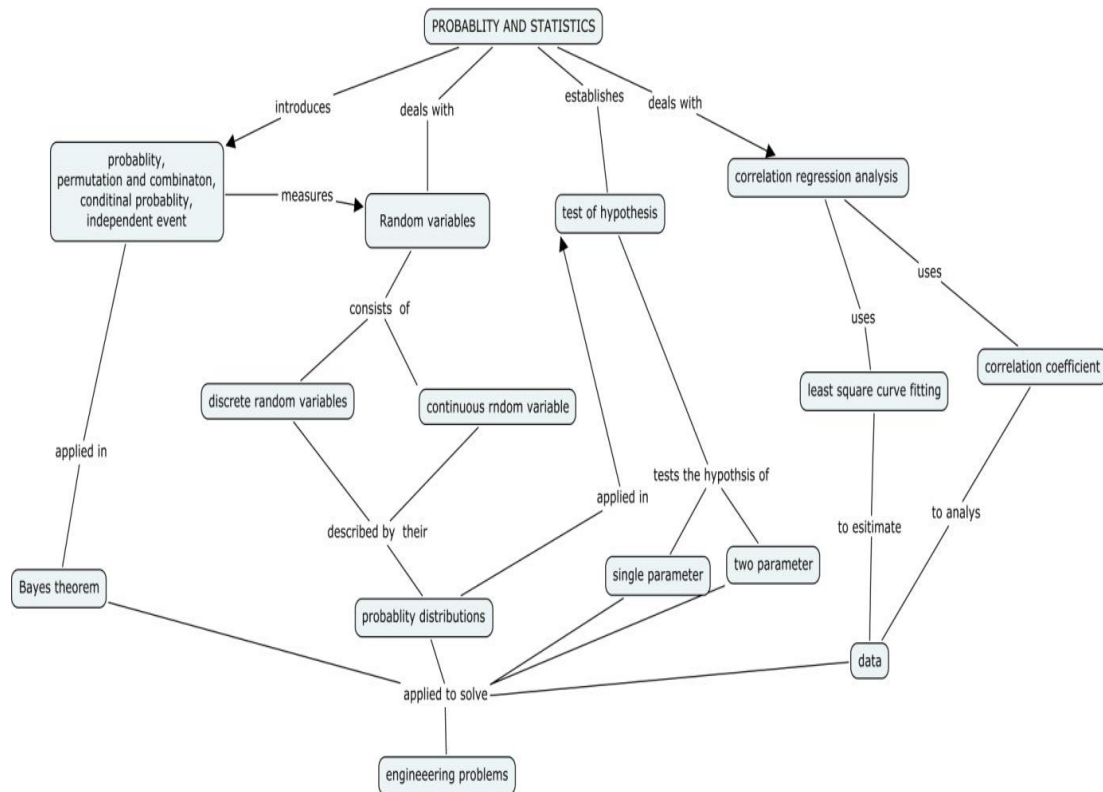 PROBABLITY AND STATISTICS
introduces
deals with
establishes
deals with
probablity,
permutation and combinaton,
conditinal probablity,
independent event
measures
Random variables
test of hypothesis
correlation regression analysis
consists of
uses
uses
discrete random variables
continuous rndom variable
least square curve fitting
correlation coefficient
applied in
described by their
applied in
tests the hypothsis of
to esitimate
to analys
Bayes theorem
probablity distributions
single parameter
two parameter
data
applied to solve
engineeering problems